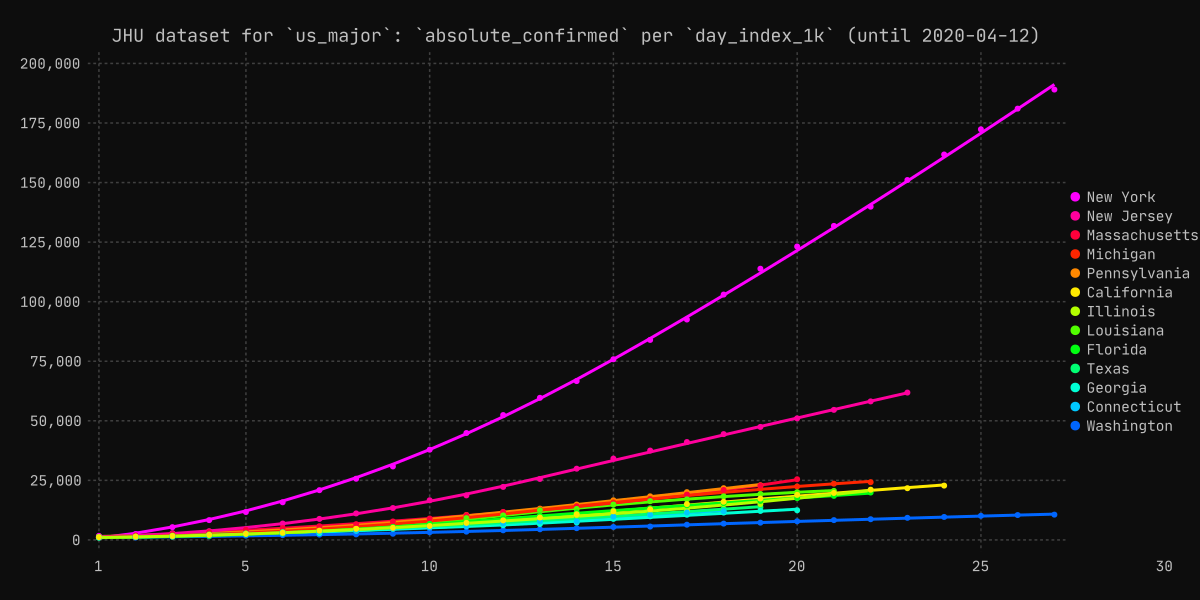 JHU dataset for `us_major`: `absolute_confirmed` per `day_index_1k` (until 2020-04-12)
200,000
175,000
150,000
125,000
100,000
75,000
50,000
25,000
0
1 5 10 15 20 25 30
New York
New Jersey
Massachusetts
Michigan
Pennsylvania
California
Illinois
Louisiana
Florida
Texas
Georgia
Connecticut
Washington